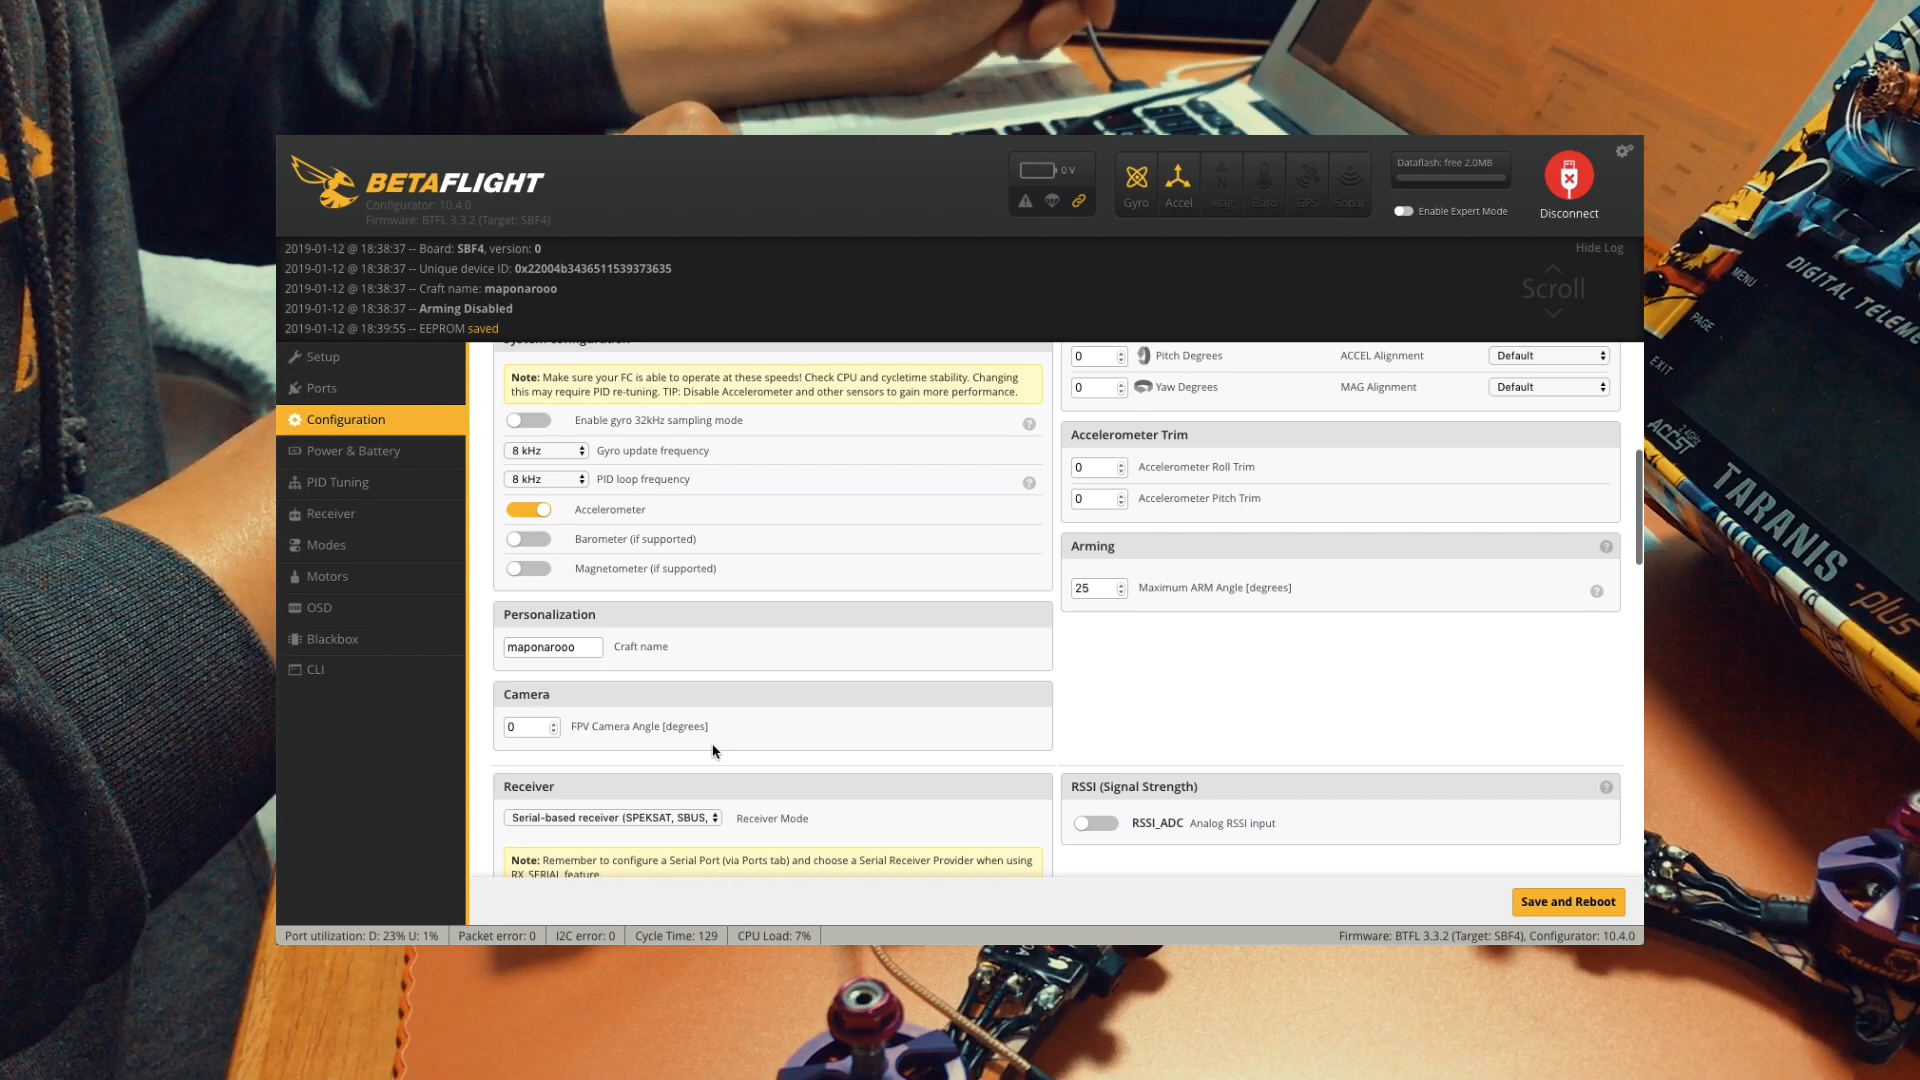 BETAFLIGHT
Configurator: 10.4.0
Firmware: BTFL 3.3.2 (Target: SBF4)
0 V
Gyro
Accel
Mag
Baro
GPS
Sonar
Dataflash: free 2.0MB
Enable Expert Mode
Disconnect
2019-01-12 @ 18:38:37 -- Board: SBF4, version: 0
2019-01-12 @ 18:38:37 -- Unique device ID: 0x22004b3436511539373635
2019-01-12 @ 18:38:37 -- Craft name: maponarooo
2019-01-12 @ 18:38:37 -- Arming Disabled
2019-01-12 @ 18:39:55 -- EEPROM saved
Hide Log
Scroll
Setup
Ports
Configuration
Power & Battery
PID Tuning
Receiver
Modes
Motors
OSD
Blackbox
CLI
System configuration
Note: Make sure your FC is able to operate at these speeds! Check CPU and cycletime stability. Changing
this may require PID re-tuning. TIP: Disable Accelerometer and other sensors to gain more performance.
Enable gyro 32kHz sampling mode
8 kHz Gyro update frequency
8 kHz PID loop frequency
Accelerometer
Barometer (if supported)
Magnetometer (if supported)
Personalization
maponarooo Craft name
Camera
0 FPV Camera Angle [degrees]
Receiver
Serial-based receiver (SPEKSAT, SBUS, Receiver Mode
Note: Remember to configure a Serial Port (via Ports tab) and choose a Serial Receiver Provider when using
RX_SERIAL feature.
0 Pitch Degrees ACCEL Alignment Default
0 Yaw Degrees MAG Alignment Default
Accelerometer Trim
0 Accelerometer Roll Trim
0 Accelerometer Pitch Trim
Arming
25 Maximum ARM Angle [degrees]
RSSI (Signal Strength)
RSSI_ADC Analog RSSI input
Save and Reboot
Port utilization: D: 23% U: 1%
Packet error: 0
I2C error: 0
Cycle Time: 129
CPU Load: 7%
Firmware: BTFL 3.3.2 (Target: SBF4), Configurator: 10.4.0
MENU
PAGE
EXIT
DIGITAL TELEM
2.4GHz
ACCST
TARANIS
-plus